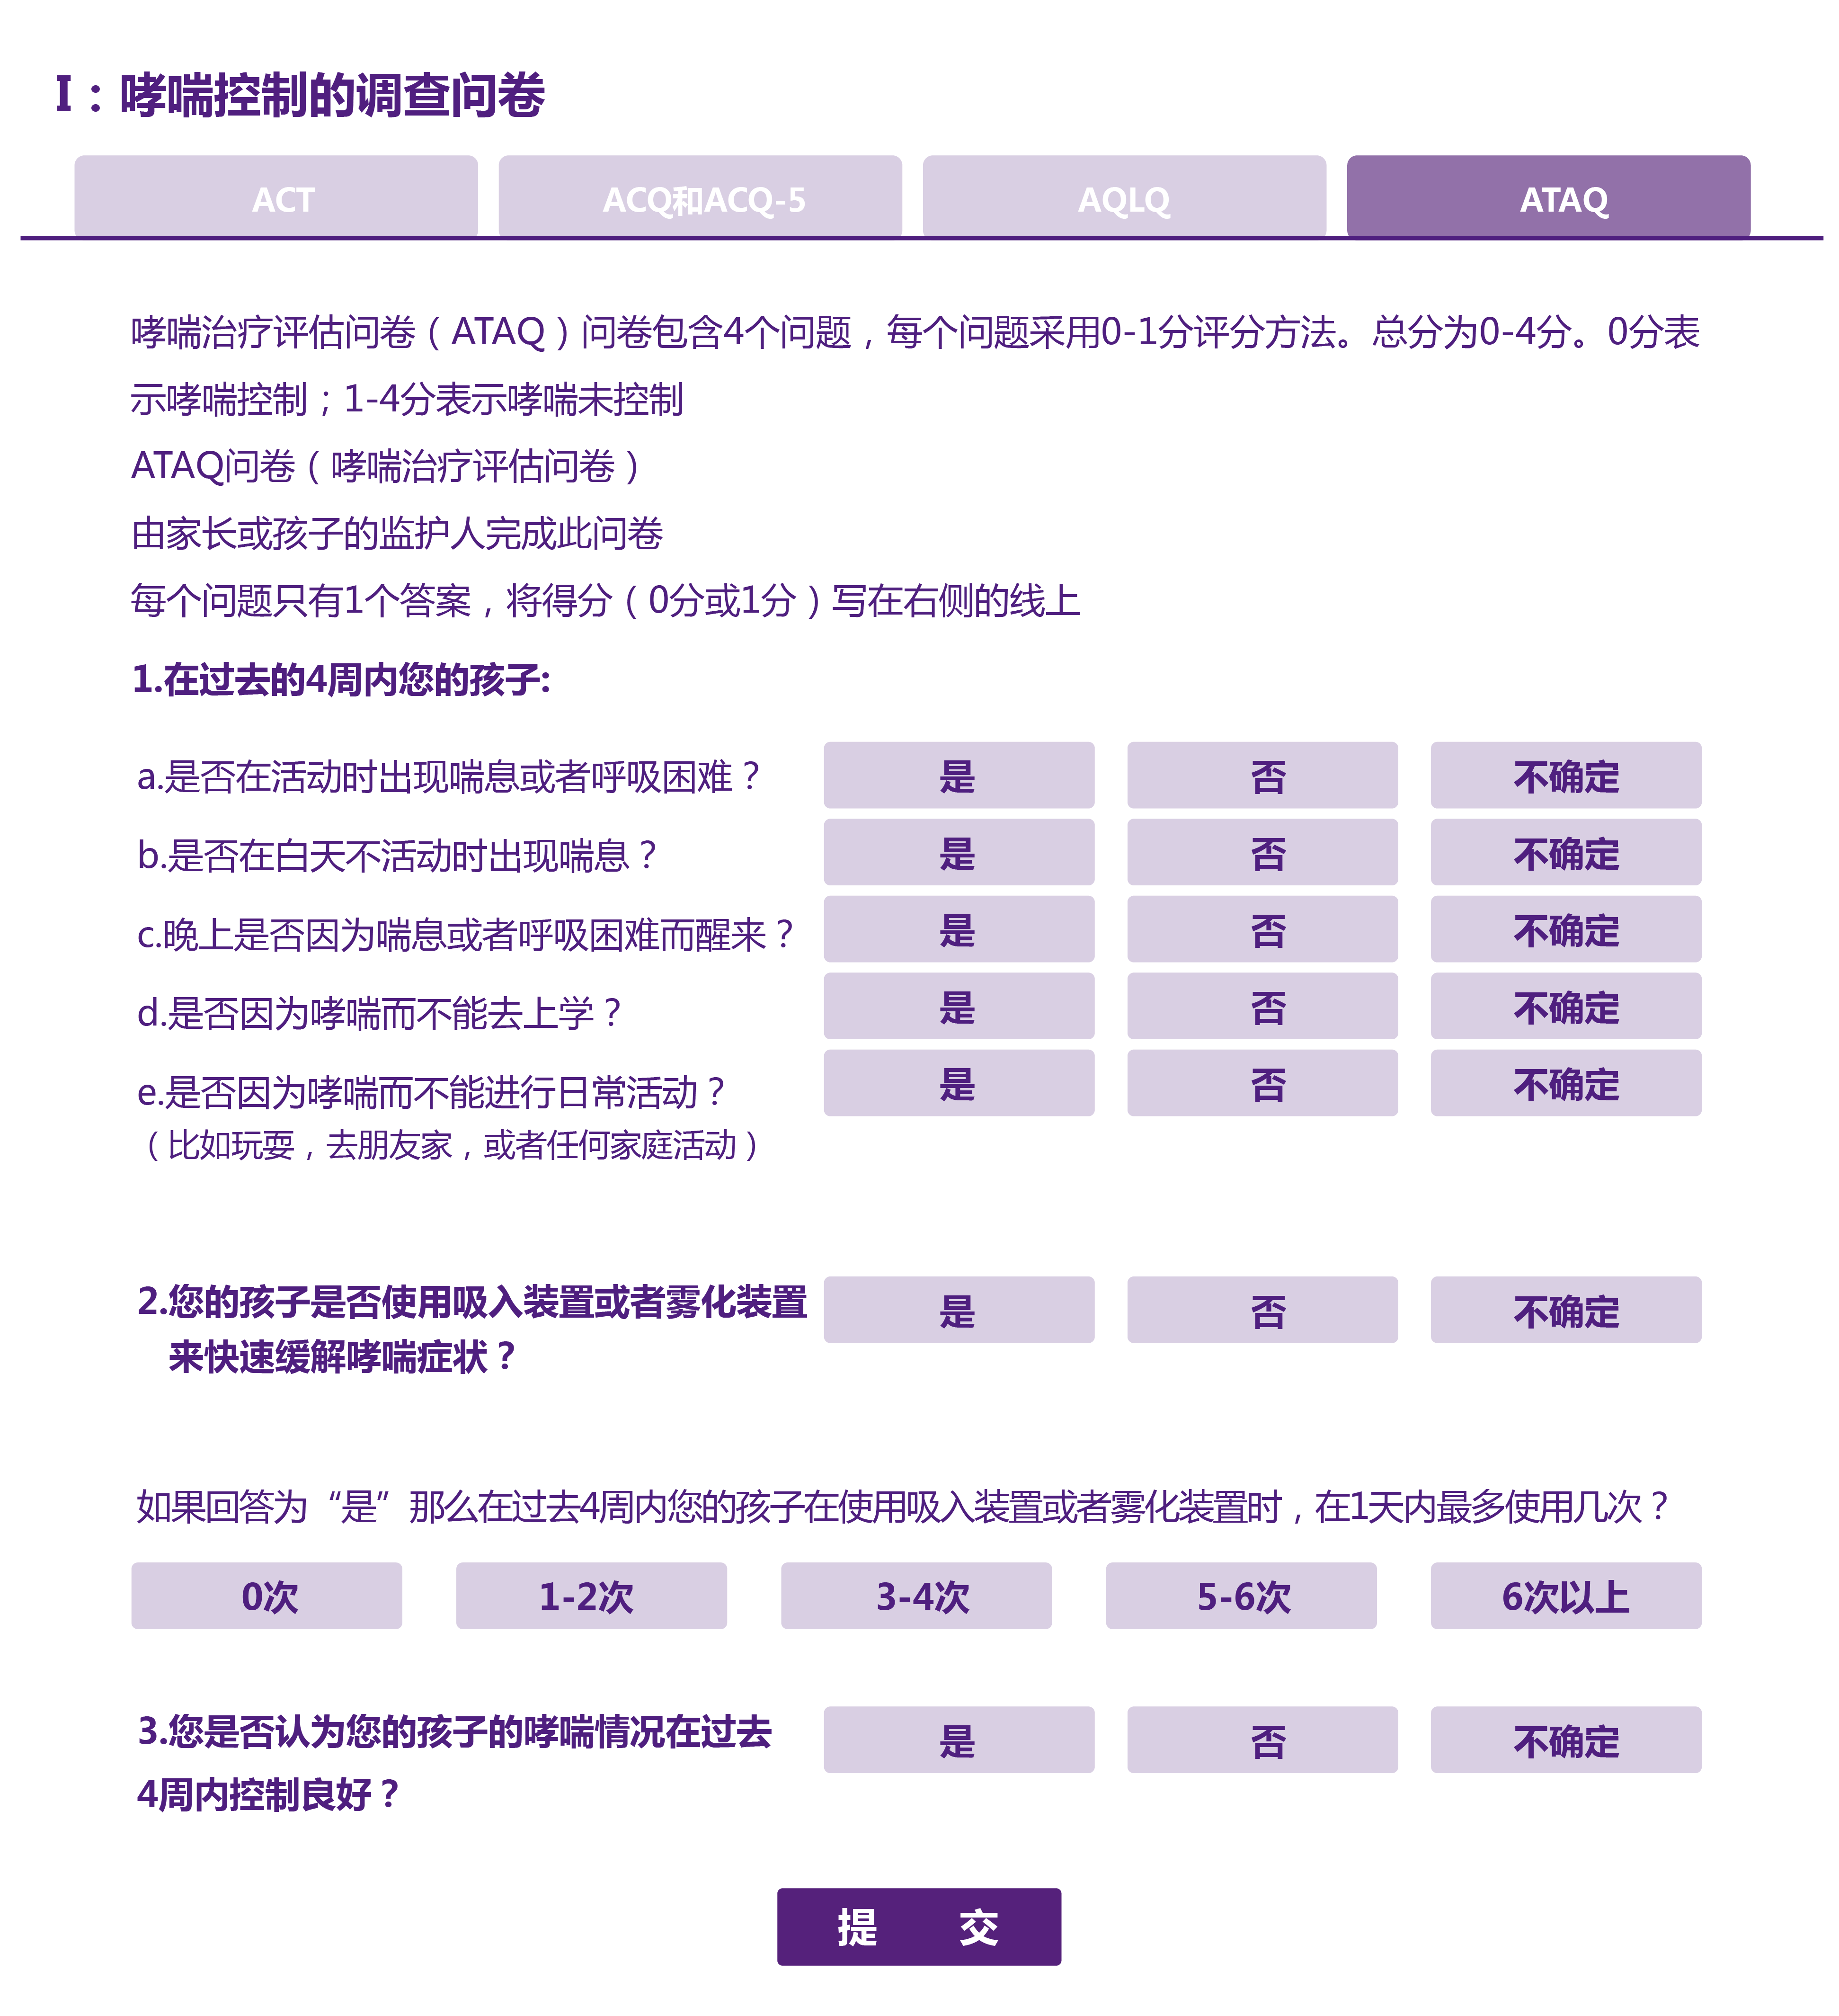 I：哮喘控制的调查问卷
ACT
ACQ和ACQ-5
AQLQ
ATAQ
哮喘治疗评估问卷（ATAQ）问卷包含4个问题，每个问题采用0-1分评分方法。总分为0-4分。0分表
示哮喘控制；1-4分表示哮喘未控制
ATAQ问卷（哮喘治疗评估问卷）
由家长或孩子的监护人完成此问卷
每个问题只有1个答案，将得分（0分或1分）写在右侧的线上
1.在过去的4周内您的孩子:
a.是否在活动时出现喘息或者呼吸困难？ 是 否 不确定
b.是否在白天不活动时出现喘息？ 是 否 不确定
c.晚上是否因为喘息或者呼吸困难而醒来？ 是 否 不确定
d.是否因为哮喘而不能去上学？ 是 否 不确定
e.是否因为哮喘而不能进行日常活动？ 是 否 不确定
（比如玩耍，去朋友家，或者任何家庭活动）
2.您的孩子是否使用吸入装置或者雾化装置 是 否 不确定
来快速缓解哮喘症状？
如果回答为“是”那么在过去4周内您的孩子在使用吸入装置或者雾化装置时，在1天内最多使用几次？
0次 1-2次 3-4次 5-6次 6次以上
3.您是否认为您的孩子的哮喘情况在过去 是 否 不确定
4周内控制良好？
提 交